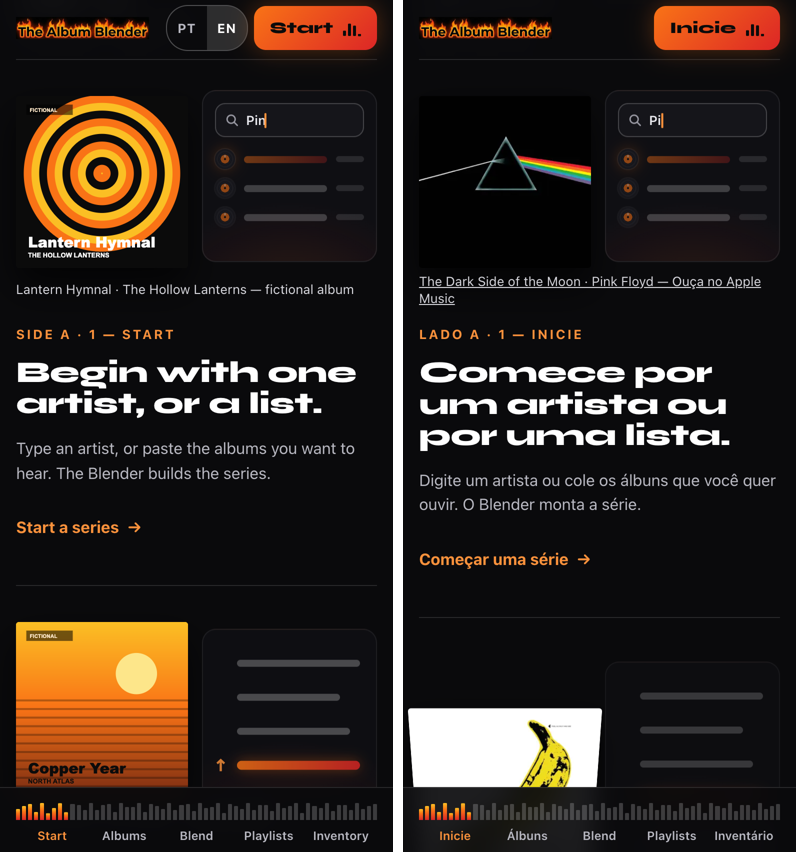 The Album Blender
PT
EN
Start
FICTIONAL
Pin
Lantern Hymnal
THE HOLLOW LANTERNS
Lantern Hymnal · The Hollow Lanterns — fictional album
SIDE A · 1 — START
Begin with one
artist, or a list.
Type an artist, or paste the albums you want to
hear. The Blender builds the series.
Start a series →
FICTIONAL
Copper Year
NORTH ATLAS
↑
Start
Albums
Blend
Playlists
Inventory
The Album Blender
Inicie
Pi
The Dark Side of the Moon · Pink Floyd — Ouça no Apple
Music
LADO A · 1 — INICIE
Comece por
um artista ou
por uma lista.
Digite um artista ou cole os álbuns que você quer
ouvir. O Blender monta a série.
Começar uma série →
Inicie
Álbuns
Blend
Playlists
Inventário